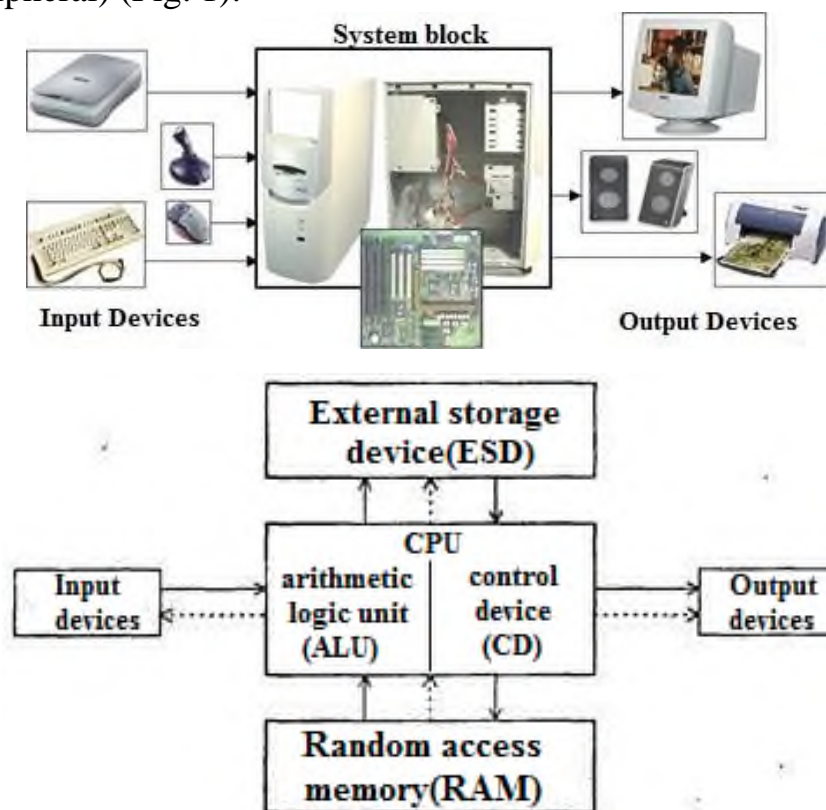 System block
Input Devices
Output Devices
External storage
device(ESD)
CPU
Input
devices
arithmetic
logic unit
(ALU)
control
device
(CD)
Output
devices
Random access
memory(RAM)